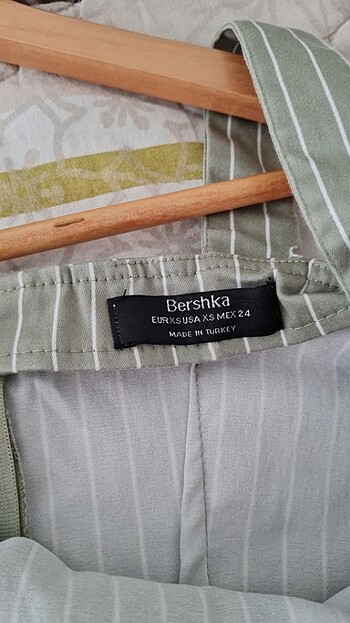 Bershka
EUR XS USA XS MEX 24
MADE IN TURKEY